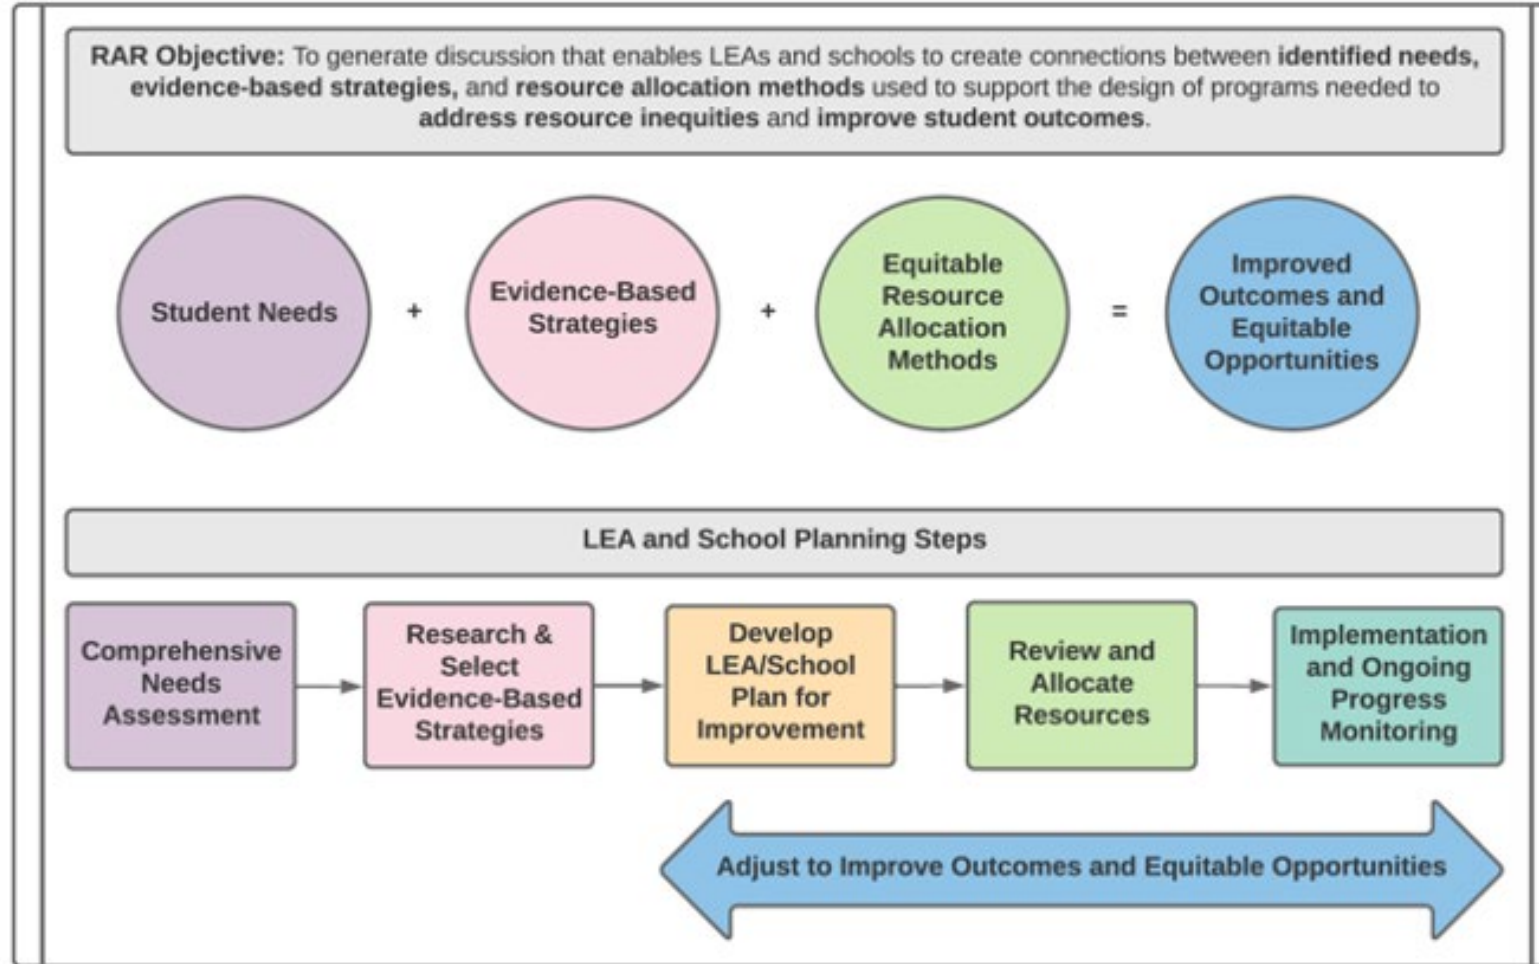 RAR Objective: To generate discussion that enables LEAs and schools to create connections between identified needs,
evidence-based strategies, and resource allocation methods used to support the design of programs needed to
address resource inequities and improve student outcomes.
Student Needs
+
Evidence-Based
Strategies
+
Equitable
Resource
Allocation
Methods
=
Improved
Outcomes and
Equitable
Opportunities
LEA and School Planning Steps
Comprehensive
Needs
Assessment
Research &
Select
Evidence-Based
Strategies
Develop
LEA/School
Plan for
Improvement
Review and
Allocate
Resources
Implementation
and Ongoing
Progress
Monitoring
Adjust to Improve Outcomes and Equitable Opportunities